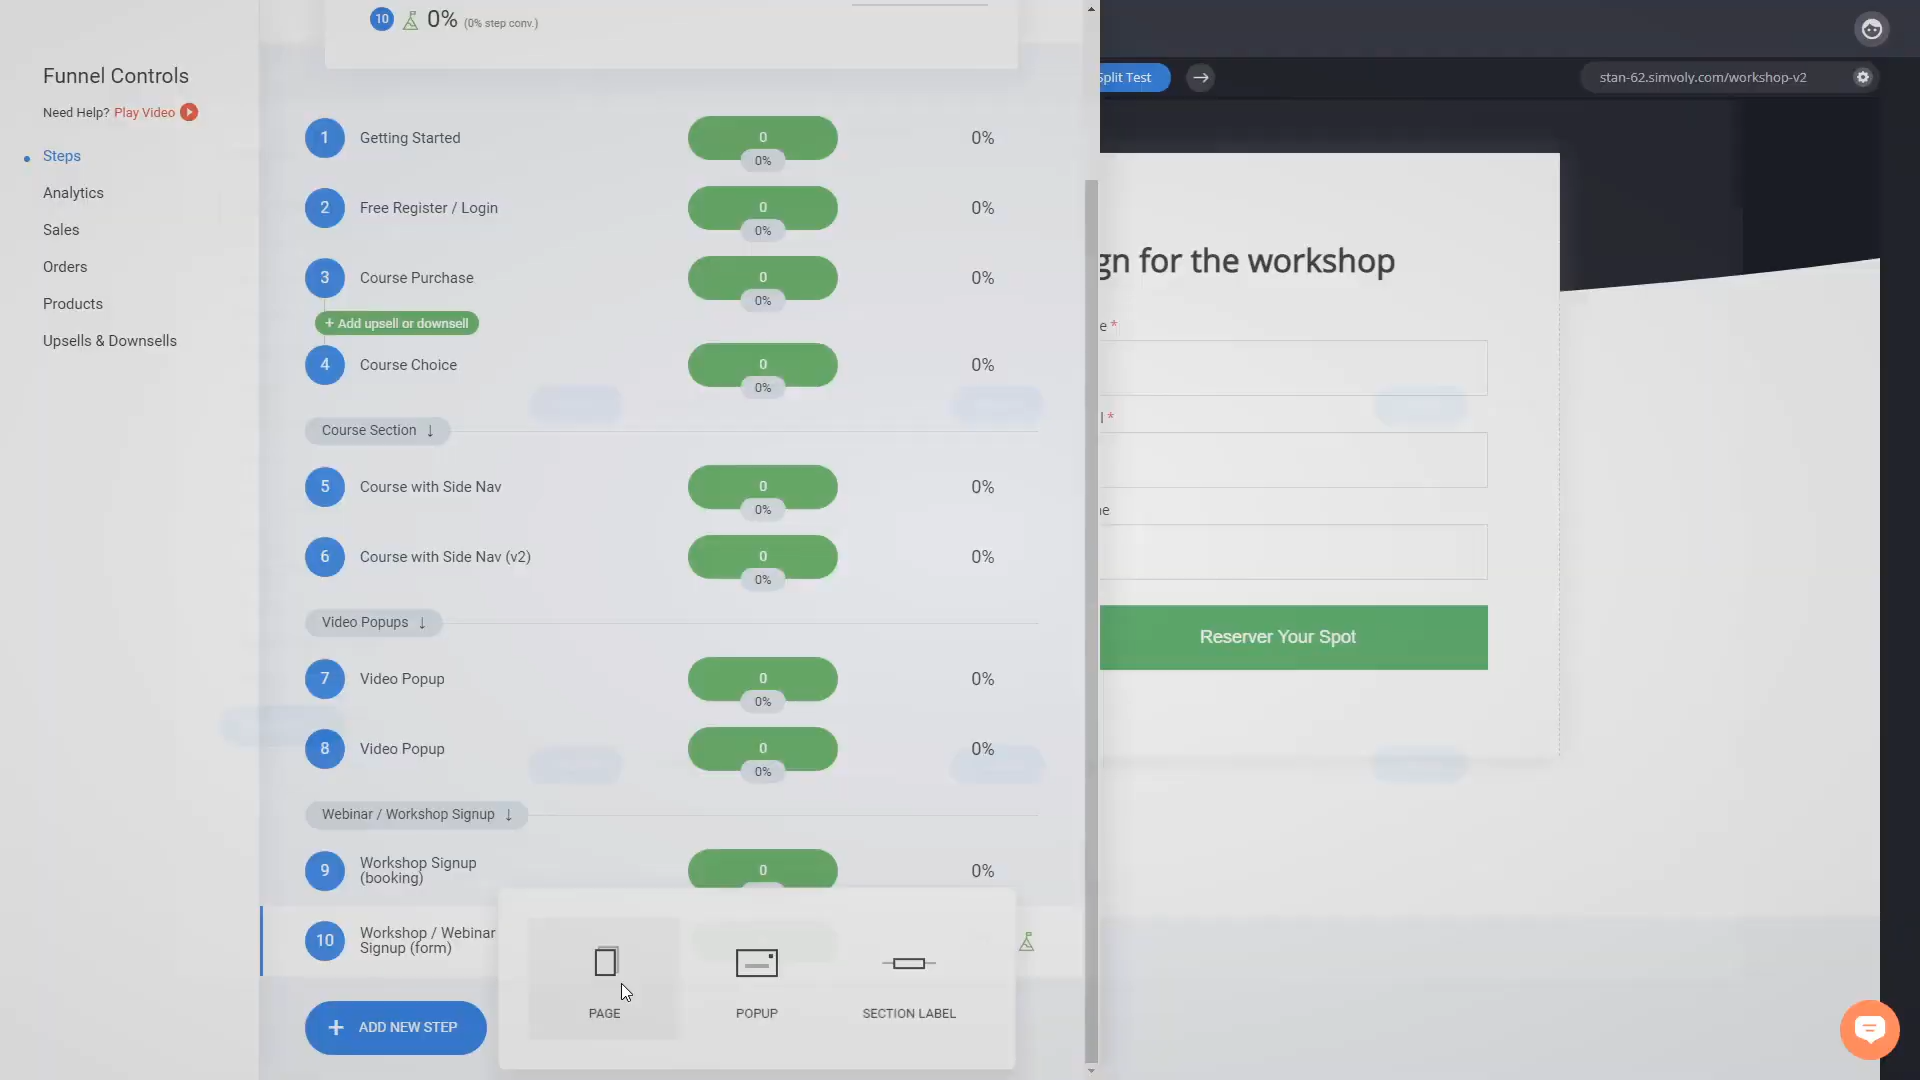 10 0% (0% step conv.)
Funnel Controls
Need Help? Play Video
Steps
Analytics
Sales
Orders
Products
Upsells & Downsells
1 Getting Started 0 0% 0%
2 Free Register / Login 0 0% 0%
3 Course Purchase 0 0% 0%
+ Add upsell or downsell
4 Course Choice 0 0% 0%
Course Section ↓
5 Course with Side Nav 0 0% 0%
6 Course with Side Nav (v2) 0 0% 0%
Video Popups ↓
7 Video Popup 0 0% 0%
8 Video Popup 0 0% 0%
Webinar / Workshop Signup ↓
9 Workshop Signup
(booking) 0 0%
10 Workshop / Webinar
Signup (form)
+ ADD NEW STEP
PAGE
POPUP
SECTION LABEL
Split Test →
stan-62.simvoly.com/workshop-v2
gn for the workshop
e *
l *
ne
Reserver Your Spot